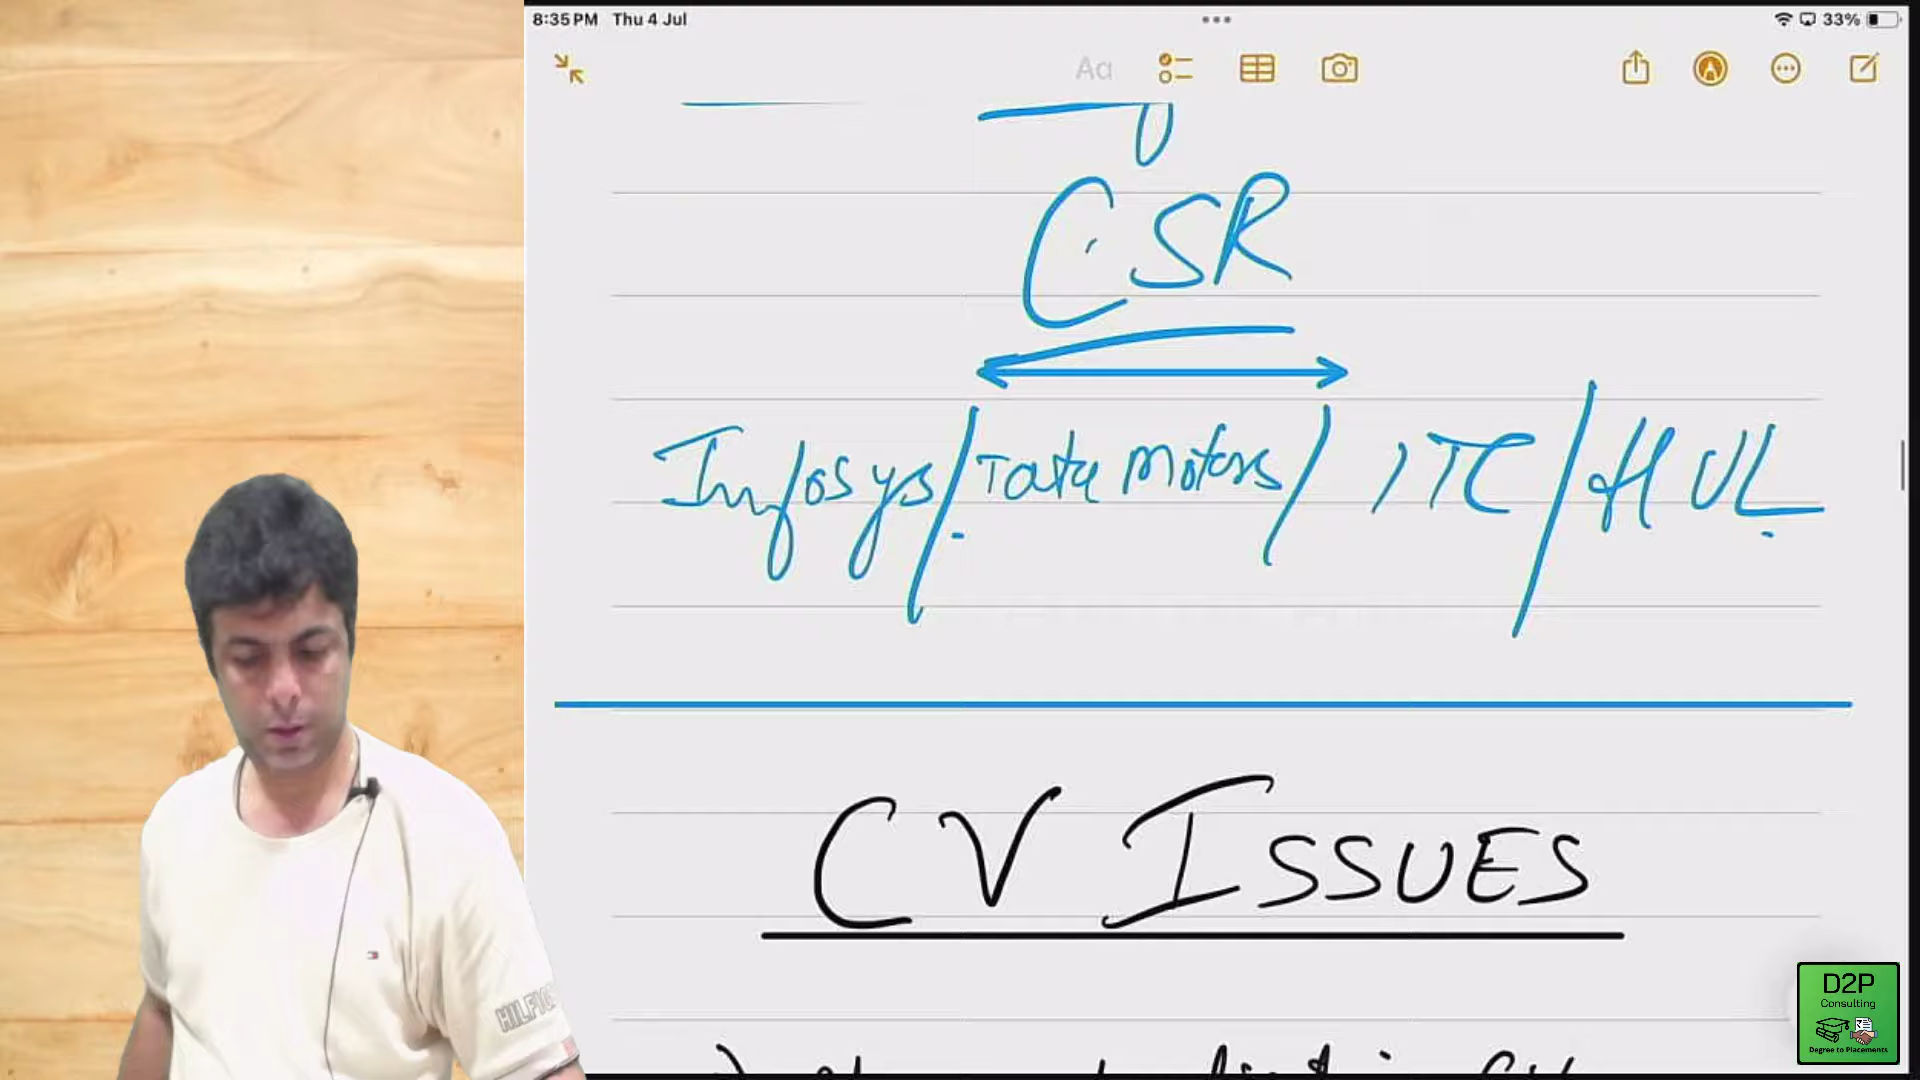 8:35 PM Thu 4 Jul
33%
Aa
CSR
Infosys / Tata Motors / ITC / HUL
CV ISSUES
HILFIG
D2P
Consulting
Degree to Placements